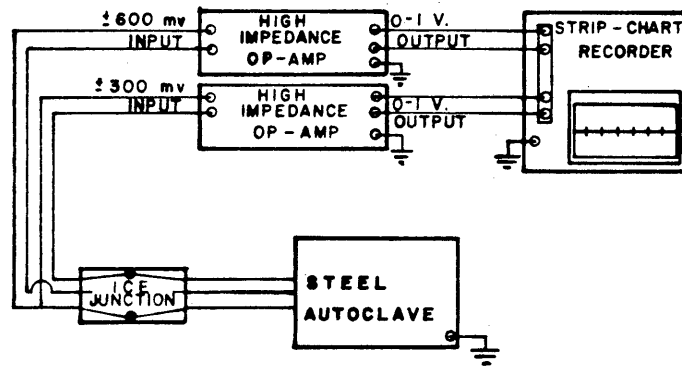 ±600 mv
INPUT
HIGH
IMPEDANCE
OP-AMP
0-1 V.
OUTPUT
STRIP-CHART
RECORDER
±300 mv
INPUT
HIGH
IMPEDANCE
OP-AMP
0-1 V.
OUTPUT
ICE
JUNCTION
STEEL
AUTOCLAVE